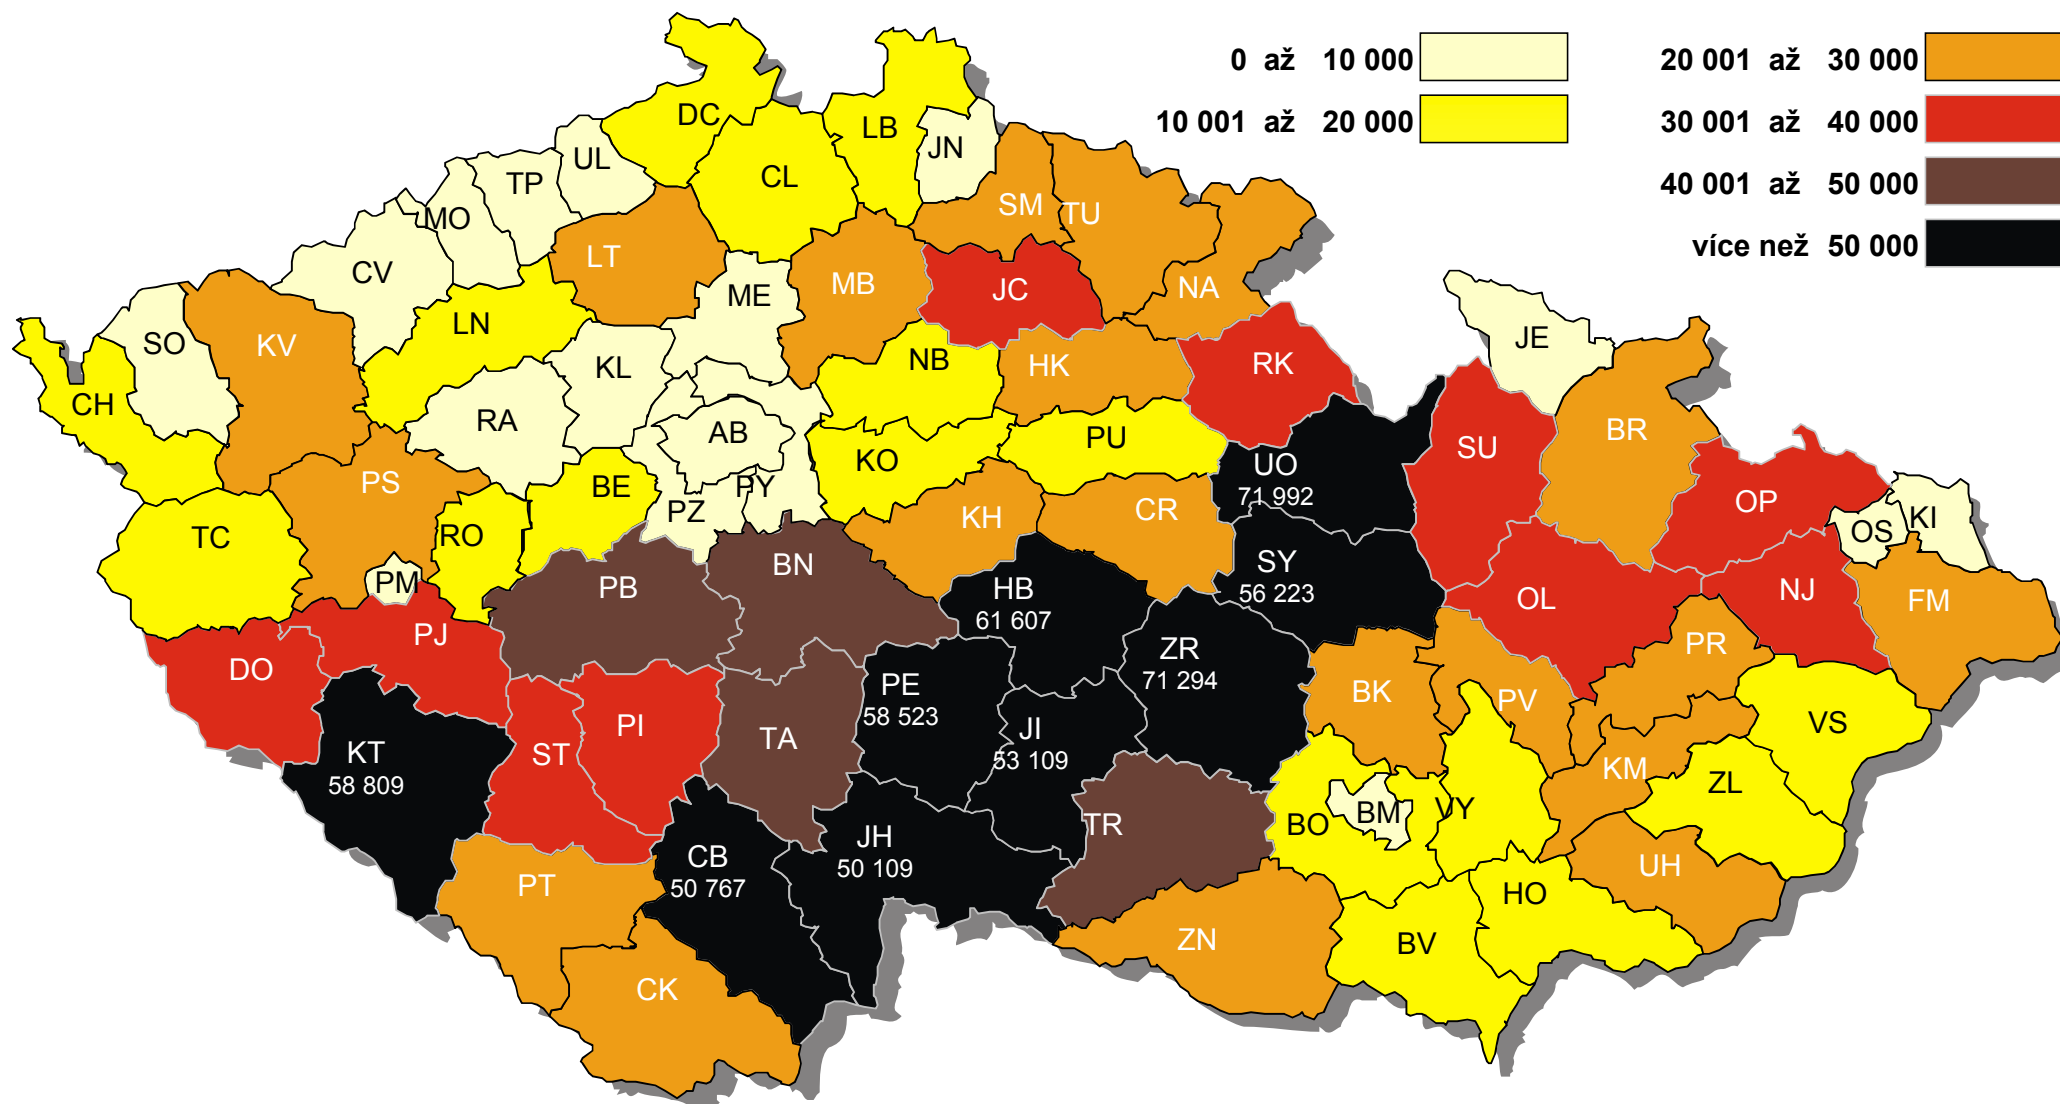 0 až 10 000
20 001 až 30 000
10 001 až 20 000
30 001 až 40 000
40 001 až 50 000
více než 50 000
DC
LB
JN
UL
TP
CL
MO
SM
TU
CV
LT
ME
MB
JC
NA
SO
KV
LN
KL
NB
HK
RK
JE
CH
RA
AB
KO
PU
SU
BR
PS
BE
PZ
PY
UO
71 992
OP
TC
RO
KH
CR
OS
KI
PM
PB
BN
HB
61 607
SY
56 223
OL
NJ
FM
DO
PJ
ZR
71 294
PR
PE
58 523
BK
PV
VS
KT
58 809
ST
PI
TA
JI
53 109
KM
ZL
TR
BO
BM
VY
CB
50 767
JH
50 109
UH
PT
HO
ZN
BV
CK